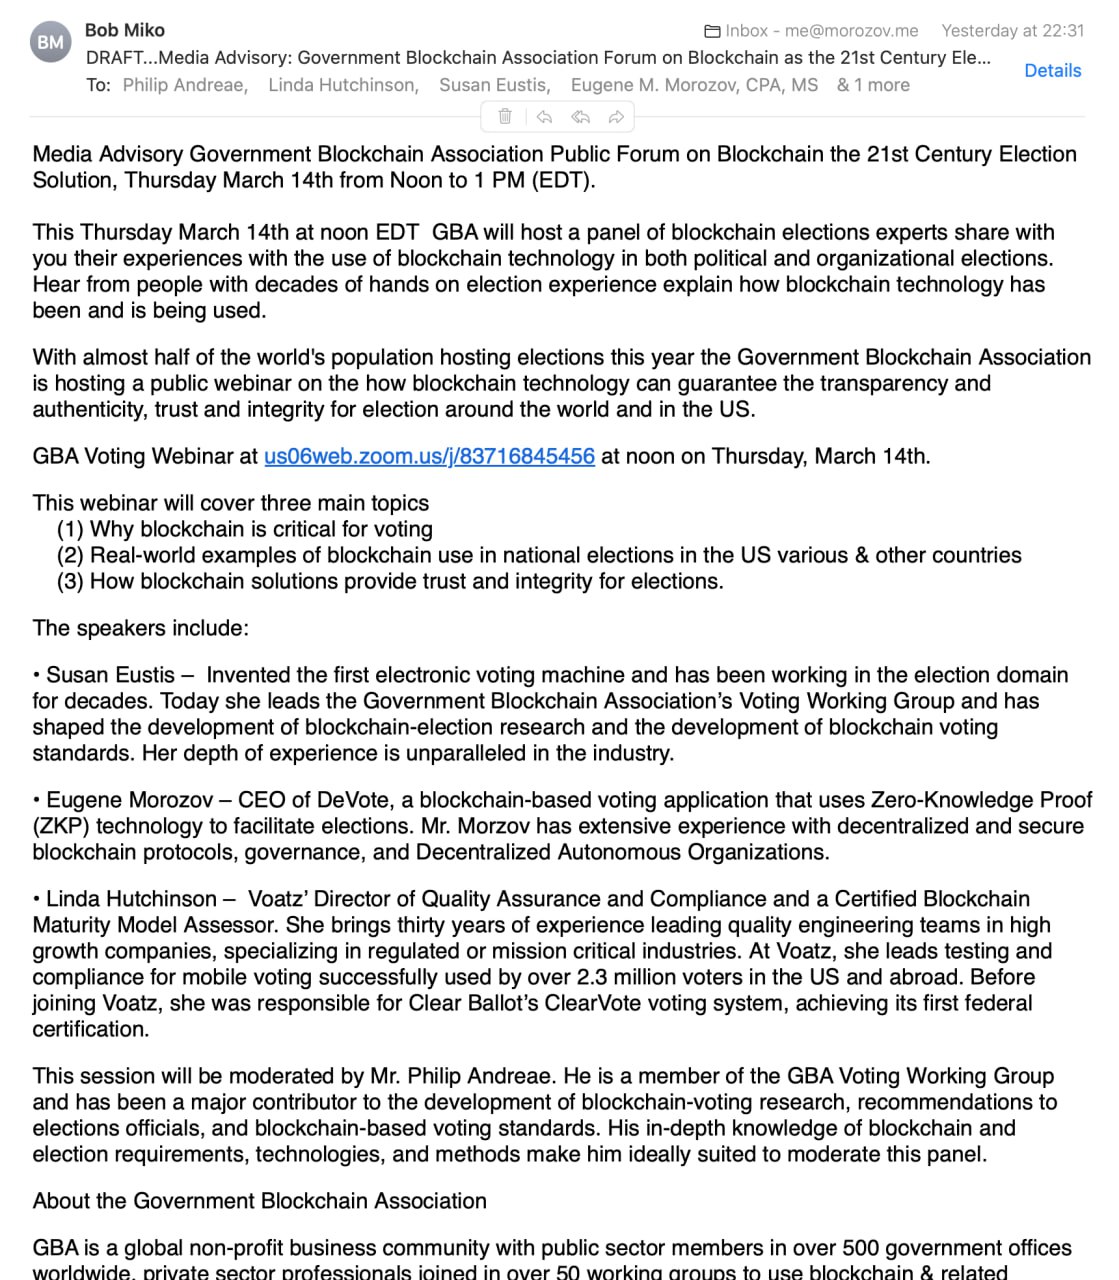 BM
Bob Miko
Inbox - me@morozov.me Yesterday at 22:31
DRAFT...Media Advisory: Government Blockchain Association Forum on Blockchain as the 21st Century Ele...
Details
To: Philip Andreae, Linda Hutchinson, Susan Eustis, Eugene M. Morozov, CPA, MS & 1 more
Media Advisory Government Blockchain Association Public Forum on Blockchain the 21st Century Election
Solution, Thursday March 14th from Noon to 1 PM (EDT).
This Thursday March 14th at noon EDT GBA will host a panel of blockchain elections experts share with
you their experiences with the use of blockchain technology in both political and organizational elections.
Hear from people with decades of hands on election experience explain how blockchain technology has
been and is being used.
With almost half of the world's population hosting elections this year the Government Blockchain Association
is hosting a public webinar on the how blockchain technology can guarantee the transparency and
authenticity, trust and integrity for election around the world and in the US.
GBA Voting Webinar at us06web.zoom.us/j/83716845456 at noon on Thursday, March 14th.
This webinar will cover three main topics
(1) Why blockchain is critical for voting
(2) Real-world examples of blockchain use in national elections in the US various & other countries
(3) How blockchain solutions provide trust and integrity for elections.
The speakers include:
• Susan Eustis – Invented the first electronic voting machine and has been working in the election domain
for decades. Today she leads the Government Blockchain Association’s Voting Working Group and has
shaped the development of blockchain-election research and the development of blockchain voting
standards. Her depth of experience is unparalleled in the industry.
• Eugene Morozov – CEO of DeVote, a blockchain-based voting application that uses Zero-Knowledge Proof
(ZKP) technology to facilitate elections. Mr. Morzov has extensive experience with decentralized and secure
blockchain protocols, governance, and Decentralized Autonomous Organizations.
• Linda Hutchinson – Voatz’ Director of Quality Assurance and Compliance and a Certified Blockchain
Maturity Model Assessor. She brings thirty years of experience leading quality engineering teams in high
growth companies, specializing in regulated or mission critical industries. At Voatz, she leads testing and
compliance for mobile voting successfully used by over 2.3 million voters in the US and abroad. Before
joining Voatz, she was responsible for Clear Ballot’s ClearVote voting system, achieving its first federal
certification.
This session will be moderated by Mr. Philip Andreae. He is a member of the GBA Voting Working Group
and has been a major contributor to the development of blockchain-voting research, recommendations to
elections officials, and blockchain-based voting standards. His in-depth knowledge of blockchain and
election requirements, technologies, and methods make him ideally suited to moderate this panel.
About the Government Blockchain Association
GBA is a global non-profit business community with public sector members in over 500 government offices
worldwide, private sector professionals joined in over 50 working groups to use blockchain & related